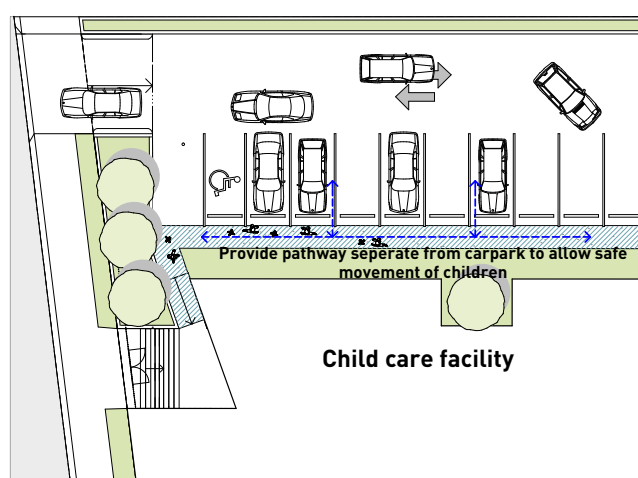 Provide pathway seperate from carpark to allow safe
movement of children
Child care facility